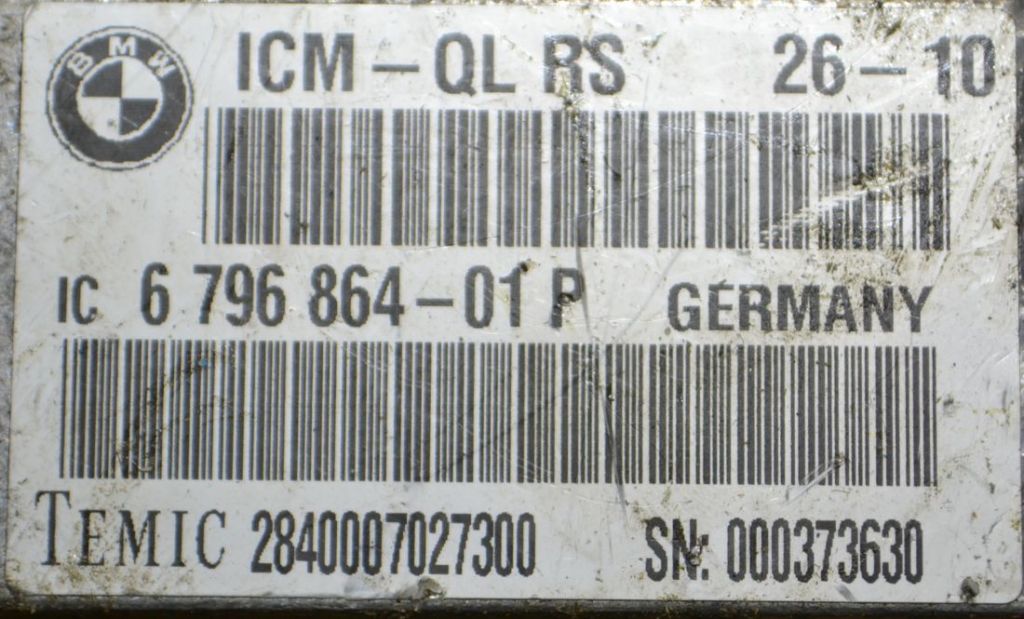 BMW
ICM - QL RS 26 - 10
IC 6 796 864 - 01 P GERMANY
TEMIC 2840007027300 SN: 000373630